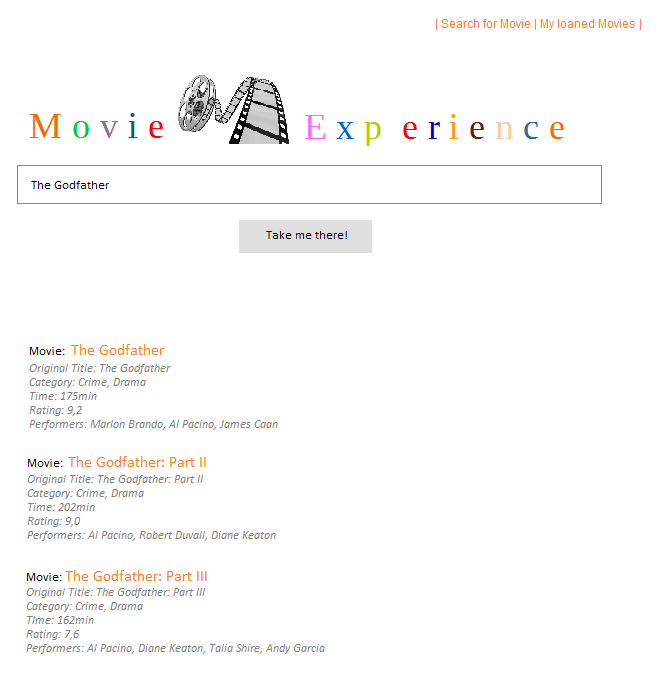 | Search for Movie | My loaned Movies |
Movie Experience
The Godfather
Take me there!
Movie: The Godfather
Original Title: The Godfather
Category: Crime, Drama
Time: 175min
Rating: 9,2
Performers: Marlon Brando, Al Pacino, James Caan
Movie: The Godfather: Part II
Original Title: The Godfather: Part II
Category: Crime, Drama
Time: 202min
Rating: 9,0
Performers: Al Pacino, Robert Duvall, Diane Keaton
Movie: The Godfather: Part III
Original Title: The Godfather: Part III
Category: Crime, Drama
TIme: 162min
Rating: 7,6
Performers: Al Pacino, Diane Keaton, Talia Shire, Andy Garcia